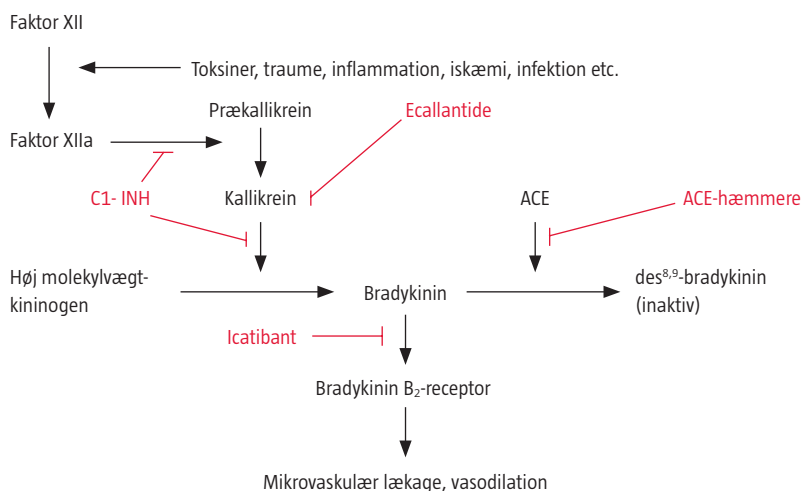 Faktor XII
Toksiner, traume, inflammation, iskæmi, infektion etc.
Prækallikrein
Ecallantide
Faktor XIIa
C1- INH
Kallikrein
ACE
ACE-hæmmere
Høj molekylvægt-
kininogen
Bradykinin
des⁸,⁹-bradykinin
(inaktiv)
Icatibant
Bradykinin B₂-receptor
Mikrovaskulær lækage, vasodilation